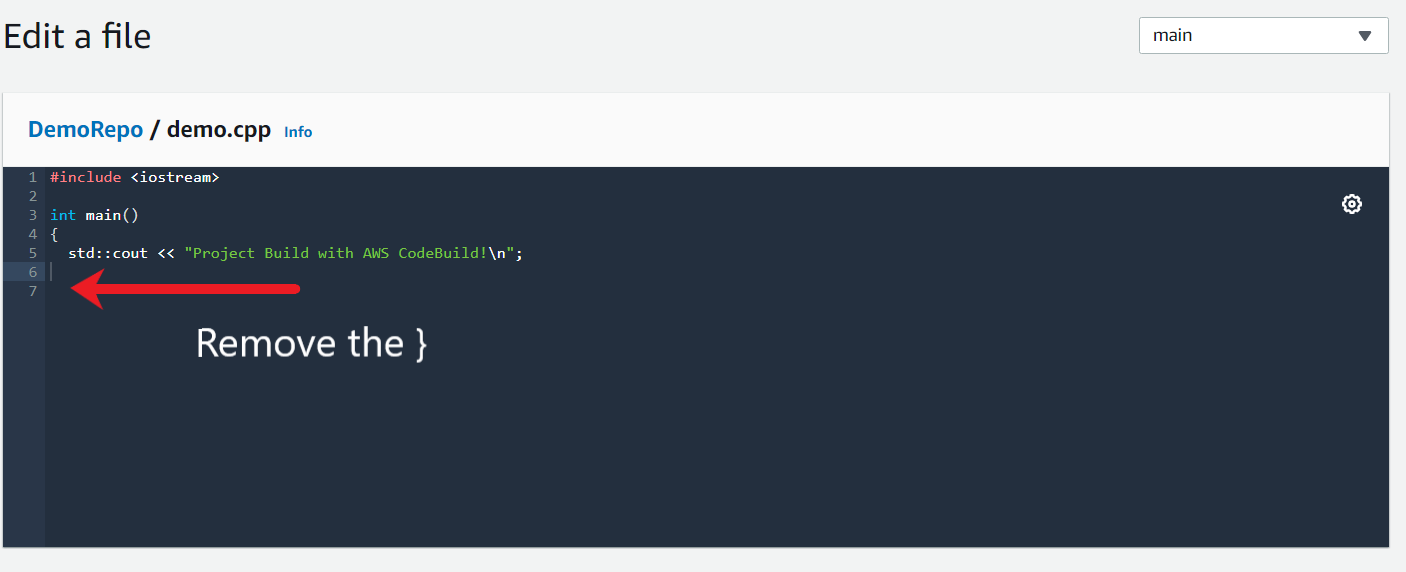 Edit a file
main
DemoRepo / demo.cpp Info
1 #include <iostream>
2
3 int main()
4 {
5   std::cout << "Project Build with AWS CodeBuild!\n";
6
7
Remove the }